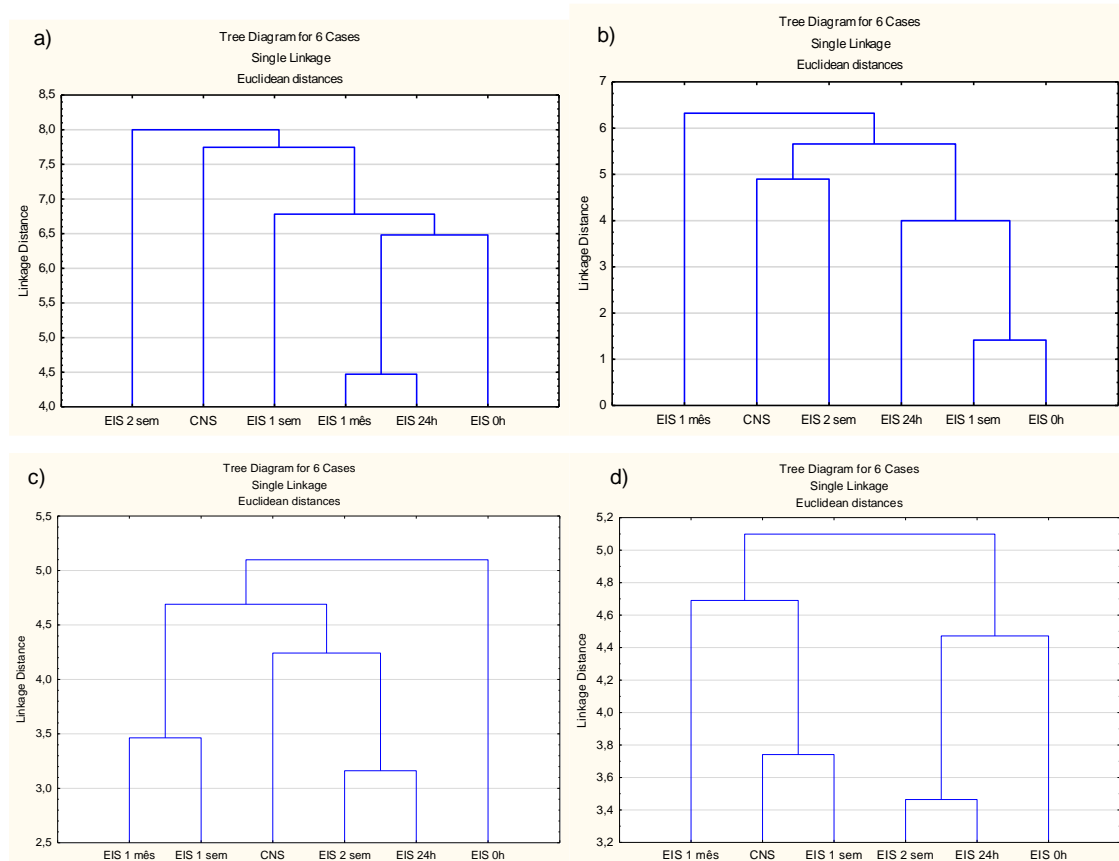 a)
Tree Diagram for 6 Cases
Single Linkage
Euclidean distances
Linkage Distance
8,5
8,0
7,5
7,0
6,5
6,0
5,5
5,0
4,5
4,0
EIS 2 sem CNS EIS 1 sem EIS 1 mês EIS 24h EIS 0h
b)
Tree Diagram for 6 Cases
Single Linkage
Euclidean distances
Linkage Distance
7
6
5
4
3
2
1
0
EIS 1 mês CNS EIS 2 sem EIS 24h EIS 1 sem EIS 0h
c)
Tree Diagram for 6 Cases
Single Linkage
Euclidean distances
Linkage Distance
5,5
5,0
4,5
4,0
3,5
3,0
2,5
EIS 1 mês EIS 1 sem CNS EIS 2 sem EIS 24h EIS 0h
d)
Tree Diagram for 6 Cases
Single Linkage
Euclidean distances
Linkage Distance
5,2
5,0
4,8
4,6
4,4
4,2
4,0
3,8
3,6
3,4
3,2
EIS 1 mês CNS EIS 1 sem EIS 2 sem EIS 24h EIS 0h